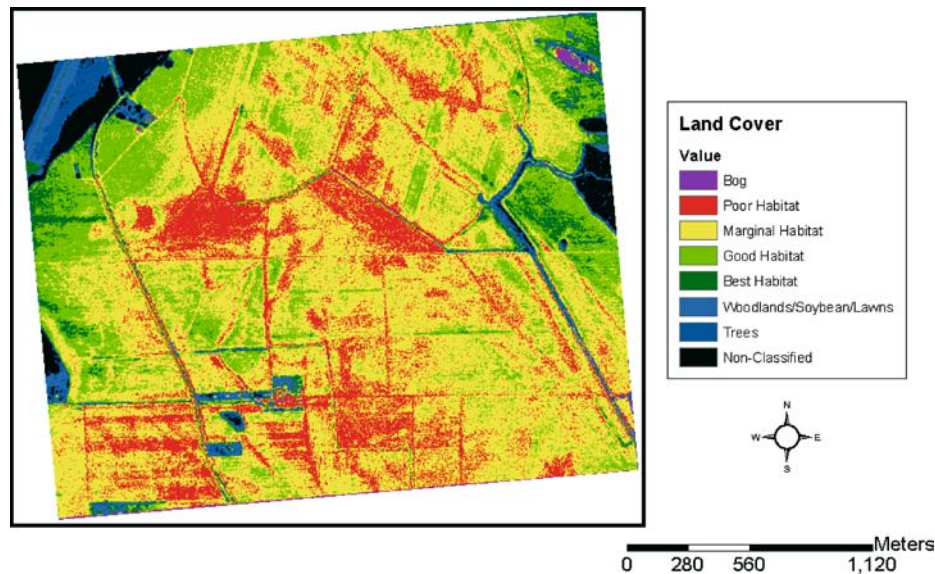 Land Cover
Value
Bog
Poor Habitat
Marginal Habitat
Good Habitat
Best Habitat
Woodlands/Soybean/Lawns
Trees
Non-Classified
N
W E
S
Meters
0 280 560 1,120